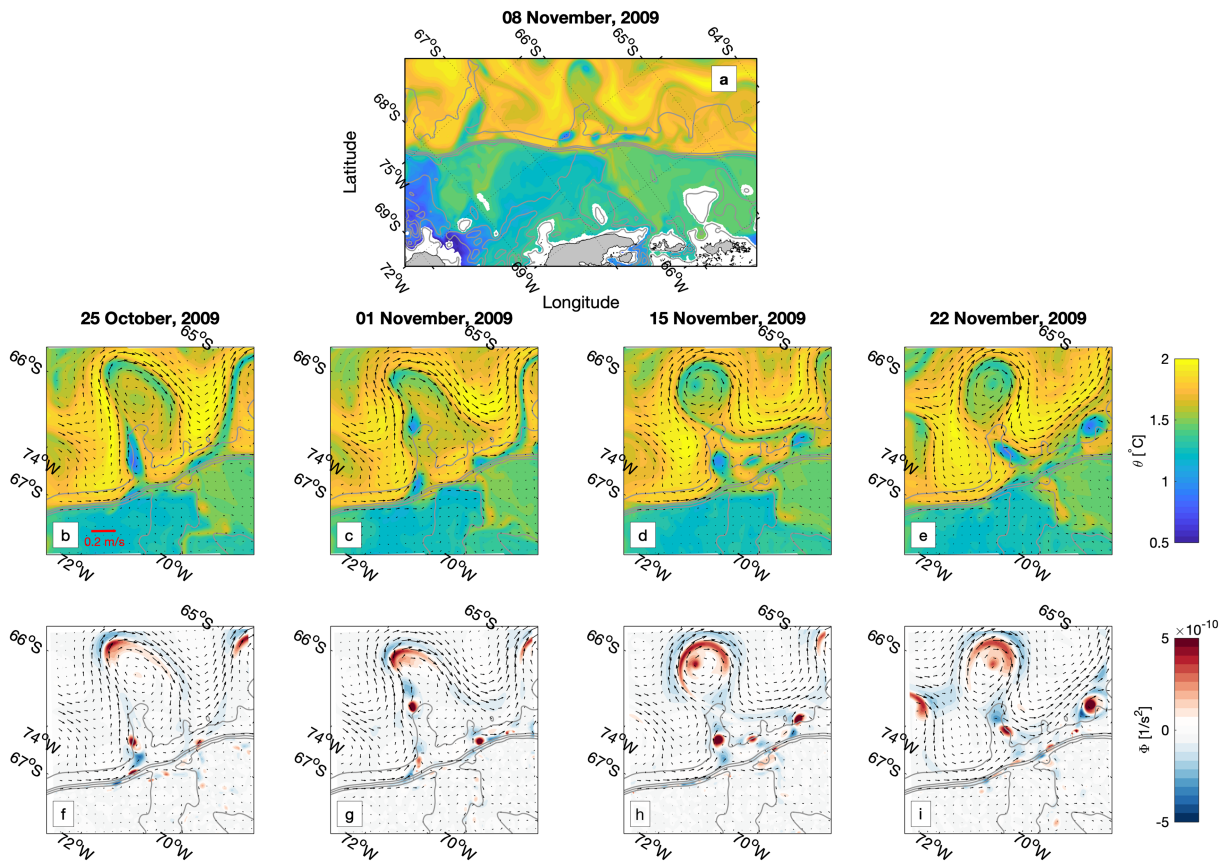 08 November, 2009
67°S
66°S
65°S
64°S
a
68°S
75°W
69°S
72°W
69°W
66°W
Latitude
Longitude
25 October, 2009
01 November, 2009
15 November, 2009
22 November, 2009
65°S
65°S
65°S
65°S
66°S
66°S
66°S
66°S
74°W
74°W
74°W
74°W
67°S
67°S
67°S
67°S
b
0.2 m/s
c
d
e
72°W
70°W
72°W
70°W
72°W
70°W
72°W
70°W
2
1.5
1
0.5
θ [°C]
65°S
65°S
65°S
65°S
66°S
66°S
66°S
66°S
74°W
74°W
74°W
74°W
67°S
67°S
67°S
67°S
f
g
h
i
72°W
70°W
72°W
70°W
72°W
70°W
72°W
70°W
×10⁻¹⁰
5
0
-5
Φ [1/s²]